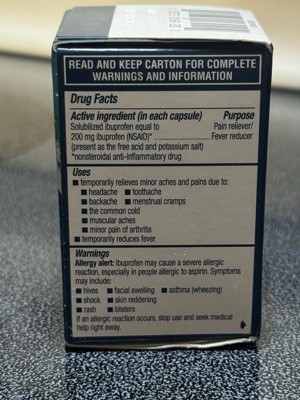 READ AND KEEP CARTON FOR COMPLETE
WARNINGS AND INFORMATION
Drug Facts
Active ingredient (in each capsule) Purpose
Solubilized ibuprofen equal to Pain reliever/
200 mg ibuprofen (NSAID)* Fever reducer
(present as the free acid and potassium salt)
*nonsteroidal anti-inflammatory drug
Uses
■ temporarily relieves minor aches and pains due to:
■ headache ■ toothache
■ backache ■ menstrual cramps
■ the common cold
■ muscular aches
■ minor pain of arthritis
■ temporarily reduces fever
Warnings
Allergy alert: Ibuprofen may cause a severe allergic
reaction, especially in people allergic to aspirin. Symptoms
may include:
■ hives ■ facial swelling ■ asthma (wheezing)
■ shock ■ skin reddening
■ rash ■ blisters
If an allergic reaction occurs, stop use and seek medical
help right away.